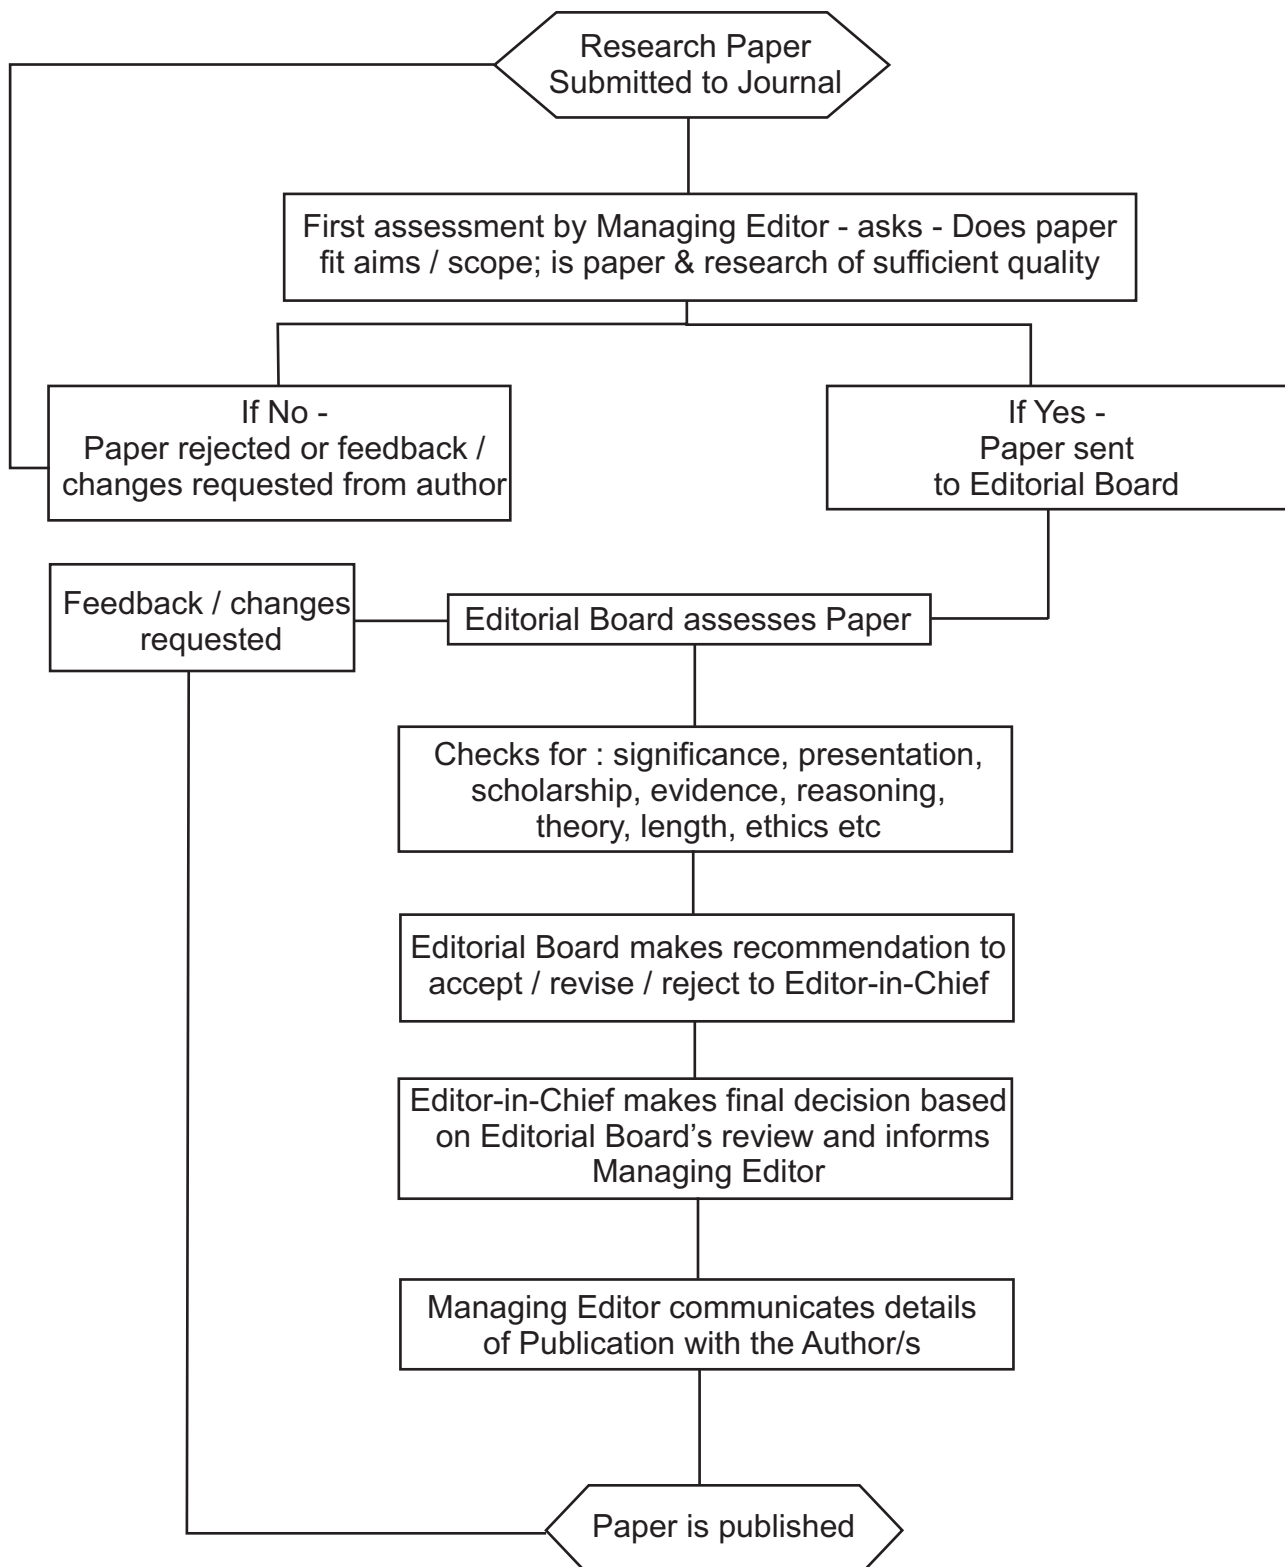 Research Paper
Submitted to Journal
First assessment by Managing Editor - asks - Does paper
fit aims / scope; is paper & research of sufficient quality
If No -
Paper rejected or feedback /
changes requested from author
If Yes -
Paper sent
to Editorial Board
Feedback / changes
requested
Editorial Board assesses Paper
Checks for : significance, presentation,
scholarship, evidence, reasoning,
theory, length, ethics etc
Editorial Board makes recommendation to
accept / revise / reject to Editor-in-Chief
Editor-in-Chief makes final decision based
on Editorial Board’s review and informs
Managing Editor
Managing Editor communicates details
of Publication with the Author/s
Paper is published